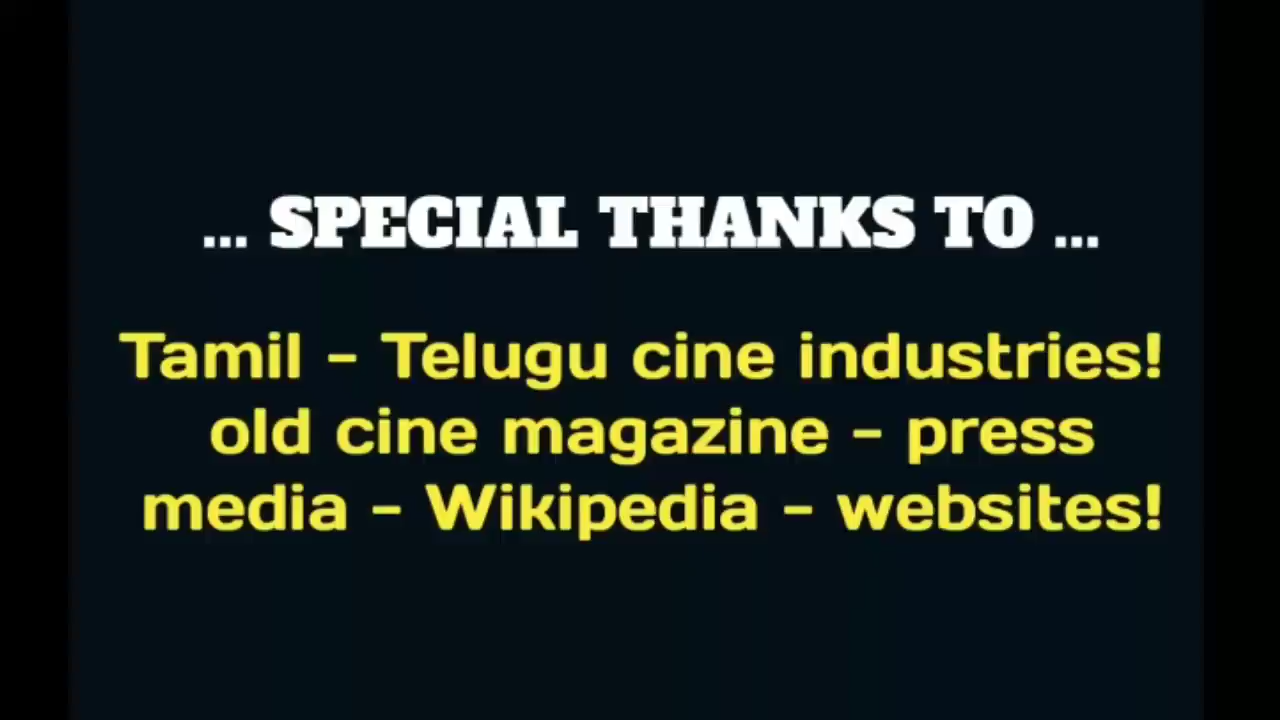 ... SPECIAL THANKS TO ...
Tamil - Telugu cine industries!
old cine magazine - press
media - Wikipedia - websites!